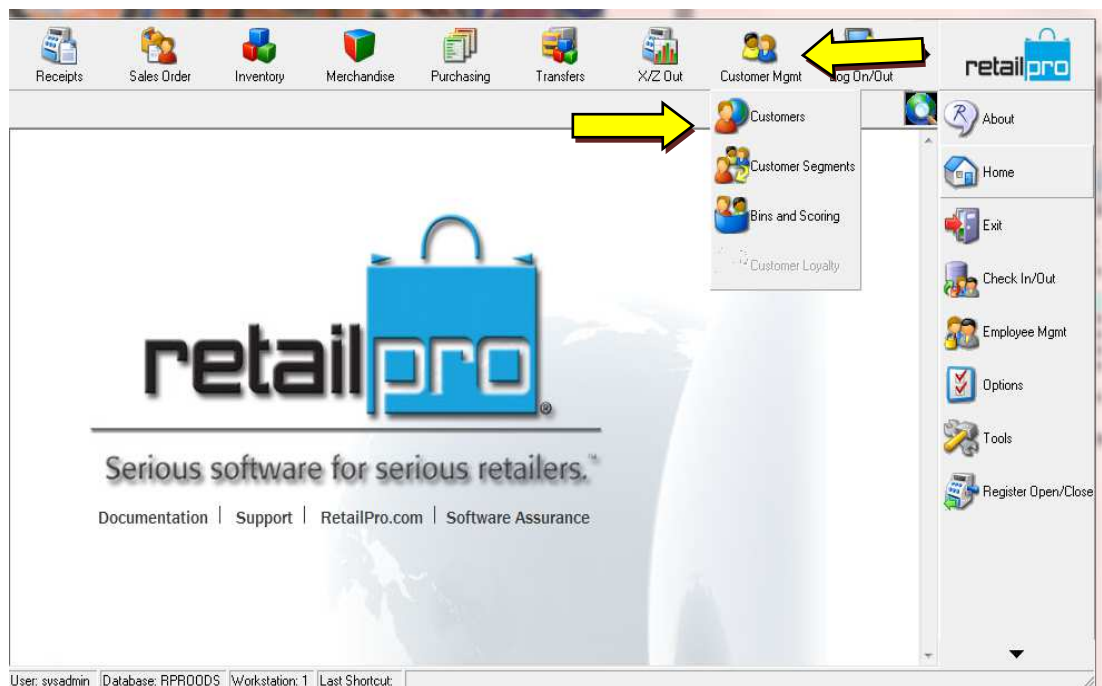 Receipts Sales Order Inventory Merchandise Purchasing Transfers X/Z Out Customer Mgmt Log On/Out
retail pro
Customers
Customer Segments
Bins and Scoring
Customer Loyalty
About
Home
Exit
Check In/Out
Employee Mgmt
Options
Tools
Register Open/Close
retail pro ®
Serious software for serious retailers.™
Documentation | Support | RetailPro.com | Software Assurance
User: sysadmin Database: RPROODS Workstation: 1 Last Shortcut: